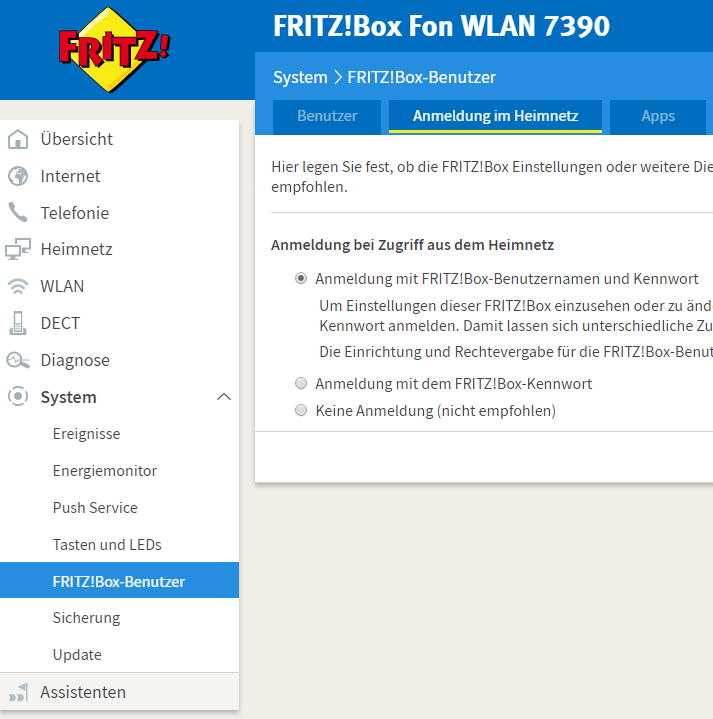 FRITZ!
FRITZ!Box Fon WLAN 7390
System > FRITZ!Box-Benutzer
Benutzer Anmeldung im Heimnetz Apps
Übersicht
Internet
Telefonie
Heimnetz
WLAN
DECT
Diagnose
System
Ereignisse
Energiemonitor
Push Service
Tasten und LEDs
FRITZ!Box-Benutzer
Sicherung
Update
Assistenten
Hier legen Sie fest, ob die FRITZ!Box Einstellungen oder weitere Die
empfohlen.
Anmeldung bei Zugriff aus dem Heimnetz
Anmeldung mit FRITZ!Box-Benutzernamen und Kennwort
Um Einstellungen dieser FRITZ!Box einzusehen oder zu änd
Kennwort anmelden. Damit lassen sich unterschiedliche Zu
Die Einrichtung und Rechtevergabe für die FRITZ!Box-Benut
Anmeldung mit dem FRITZ!Box-Kennwort
Keine Anmeldung (nicht empfohlen)